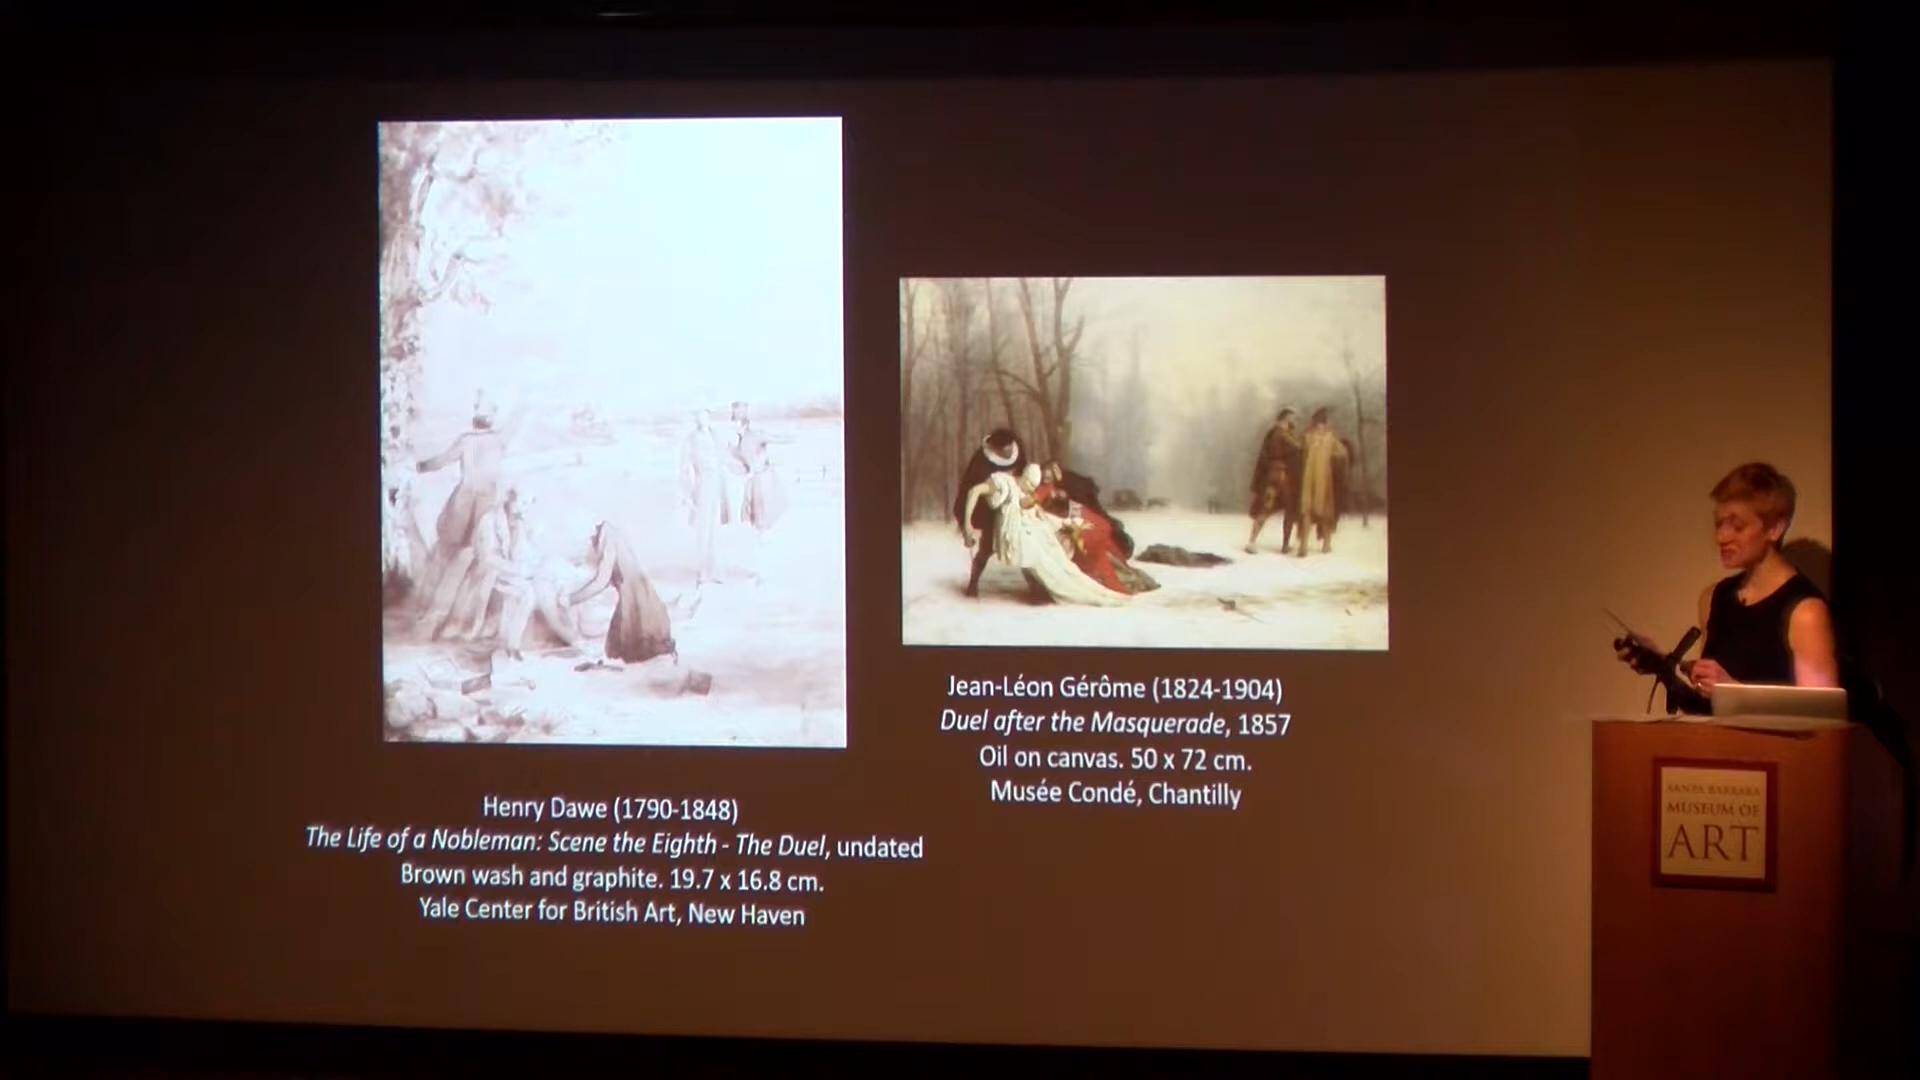 Henry Dawe (1790-1848)
The Life of a Nobleman: Scene the Eighth - The Duel, undated
Brown wash and graphite. 19.7 x 16.8 cm.
Yale Center for British Art, New Haven
Jean-Léon Gérôme (1824-1904)
Duel after the Masquerade, 1857
Oil on canvas. 50 x 72 cm.
Musée Condé, Chantilly
SANTA BARBARA
MUSEUM OF
ART